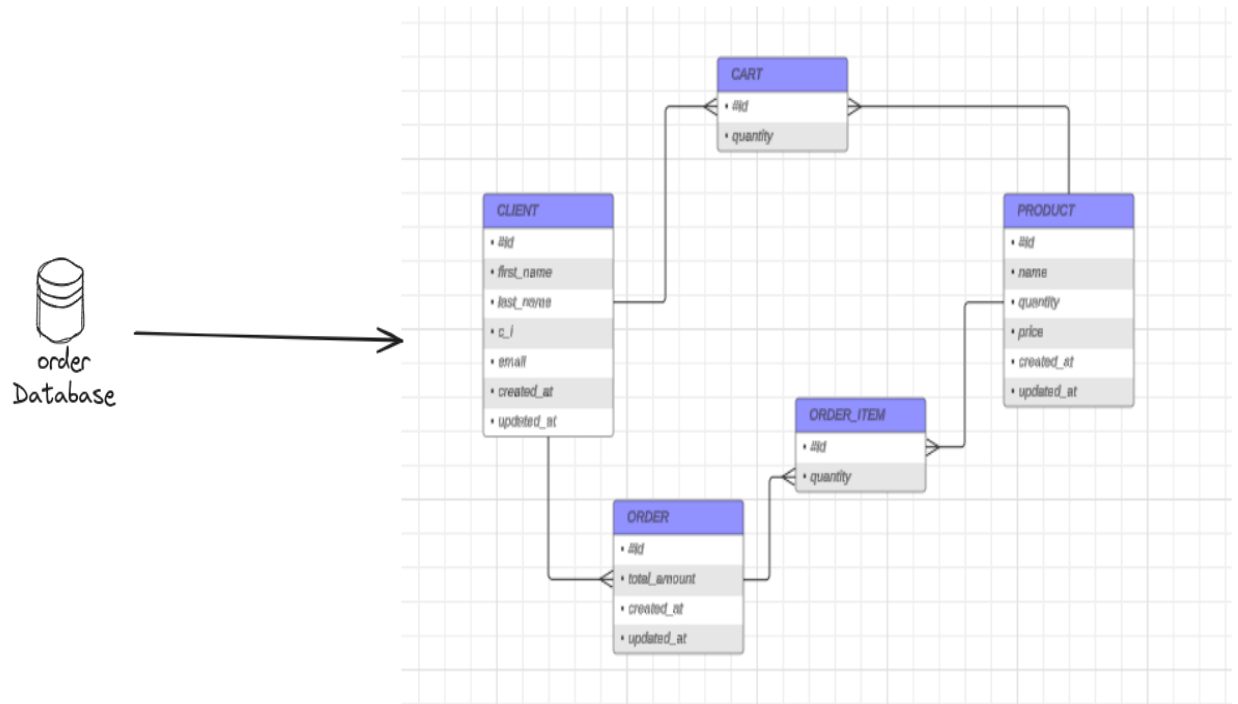 CART
#id
quantity
CLIENT
#id
first_name
last_name
c_i
email
created_at
updated_at
PRODUCT
#id
name
quantity
price
created_at
updated_at
order
Database
ORDER_ITEM
#id
quantity
ORDER
#id
total_amount
created_at
updated_at